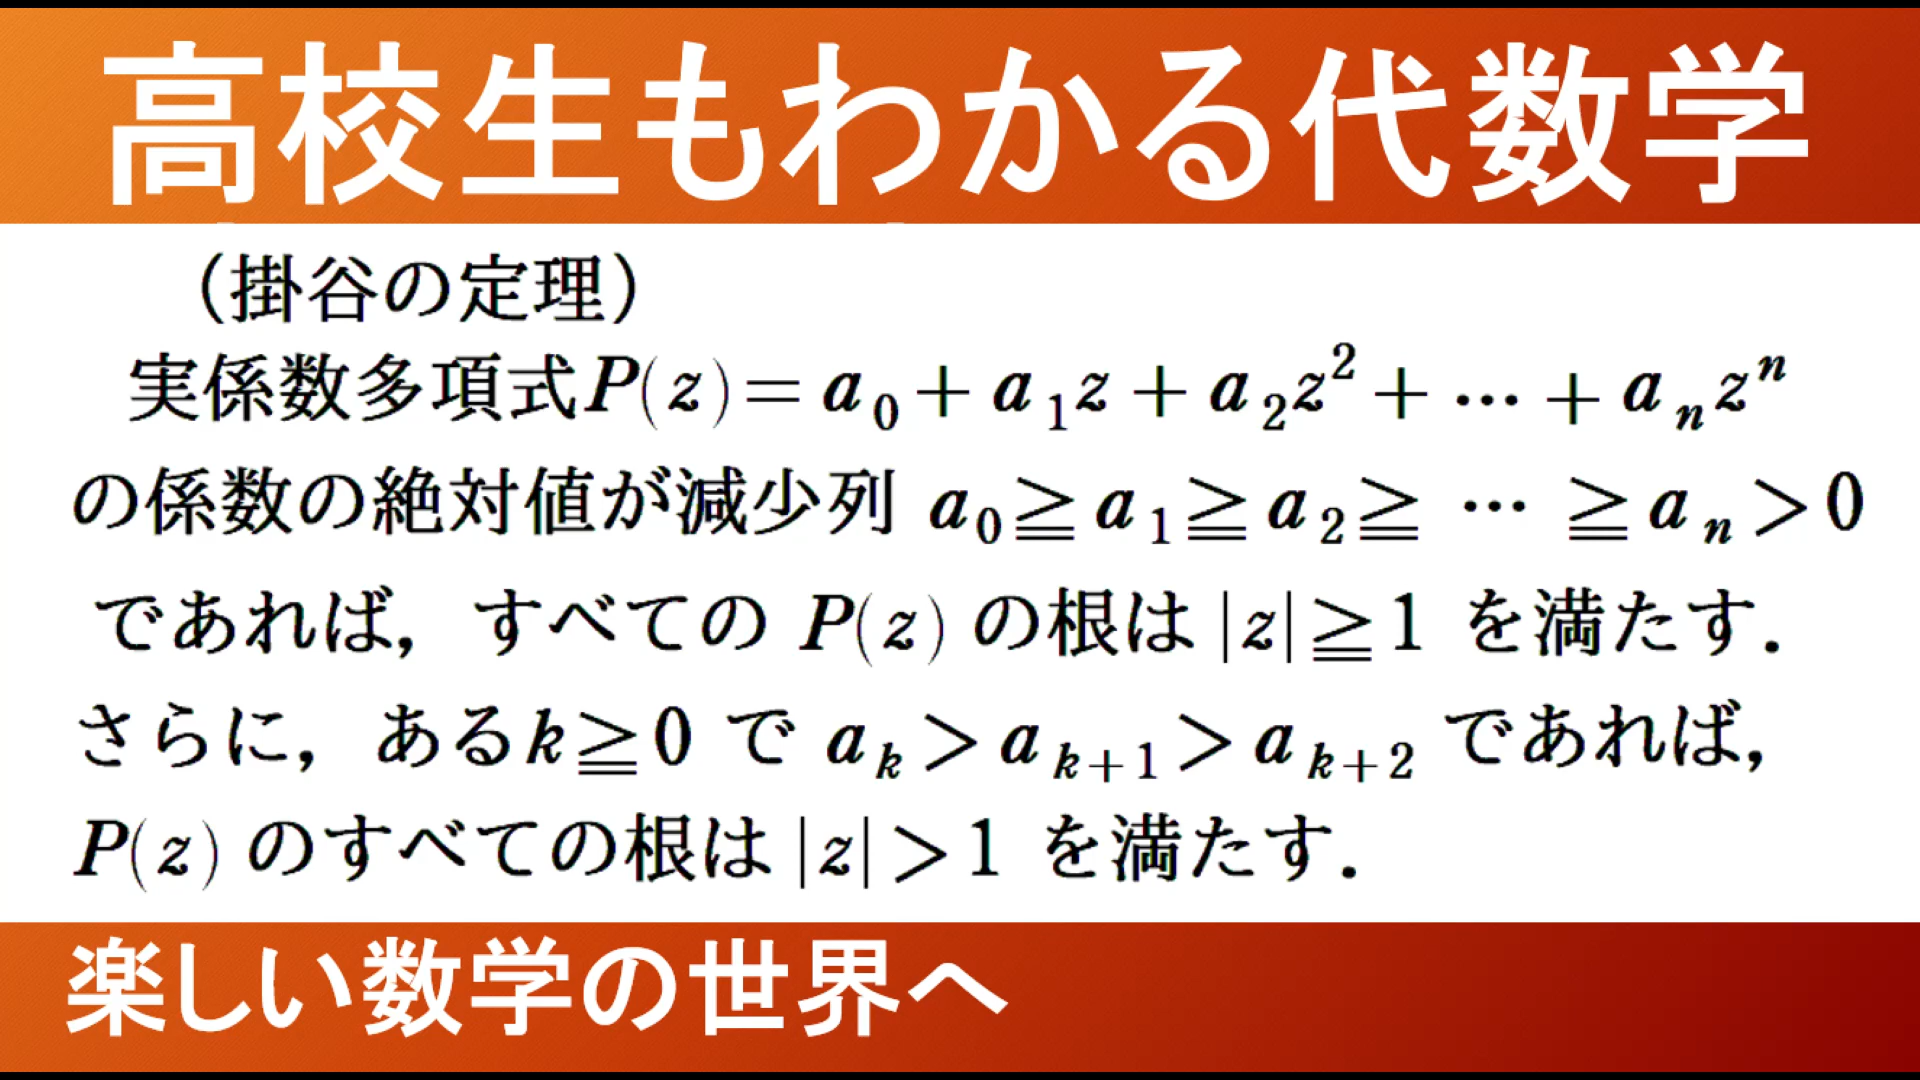 高校生もわかる代数学
（掛谷の定理）
実係数多項式P(z)=a₀+a₁z+a₂z²+…+aₙzⁿ
の係数の絶対値が減少列 a₀≧a₁≧a₂≧ … ≧aₙ>0
であれば，すべての P(z) の根は |z|≧1 を満たす．
さらに，あるk≧0 で aₖ>aₖ₊₁>aₖ₊₂ であれば，
P(z) のすべての根は |z|>1 を満たす．
楽しい数学の世界へ